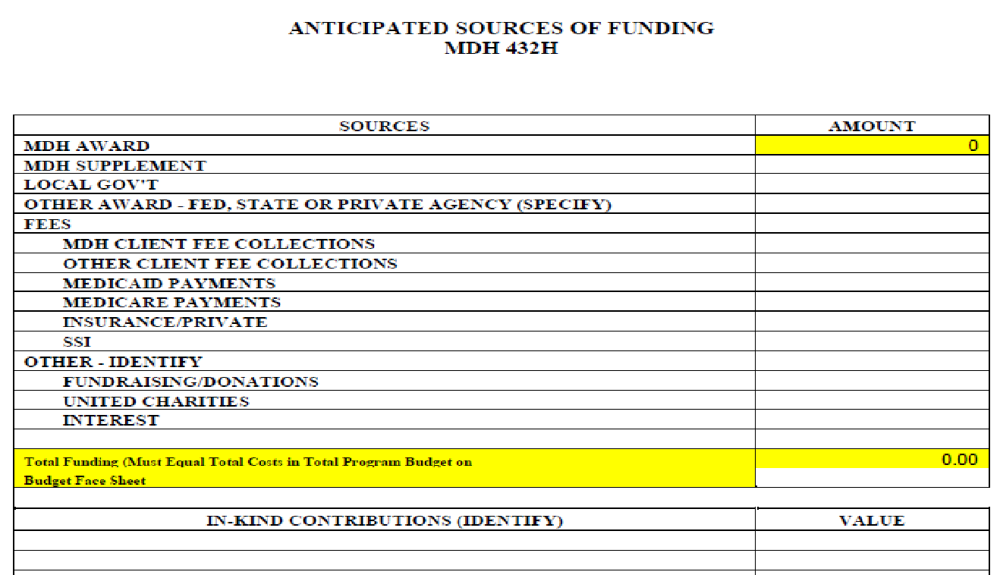 ANTICIPATED SOURCES OF FUNDING
MDH 432H
SOURCES AMOUNT
MDH AWARD 0
MDH SUPPLEMENT
LOCAL GOV'T
OTHER AWARD - FED, STATE OR PRIVATE AGENCY (SPECIFY)
FEES
MDH CLIENT FEE COLLECTIONS
OTHER CLIENT FEE COLLECTIONS
MEDICAID PAYMENTS
MEDICARE PAYMENTS
INSURANCE/PRIVATE
SSI
OTHER - IDENTIFY
FUNDRAISING/DONATIONS
UNITED CHARITIES
INTEREST
Total Funding (Must Equal Total Costs in Total Program Budget on 0.00
Budget Face Sheet
IN-KIND CONTRIBUTIONS (IDENTIFY) VALUE